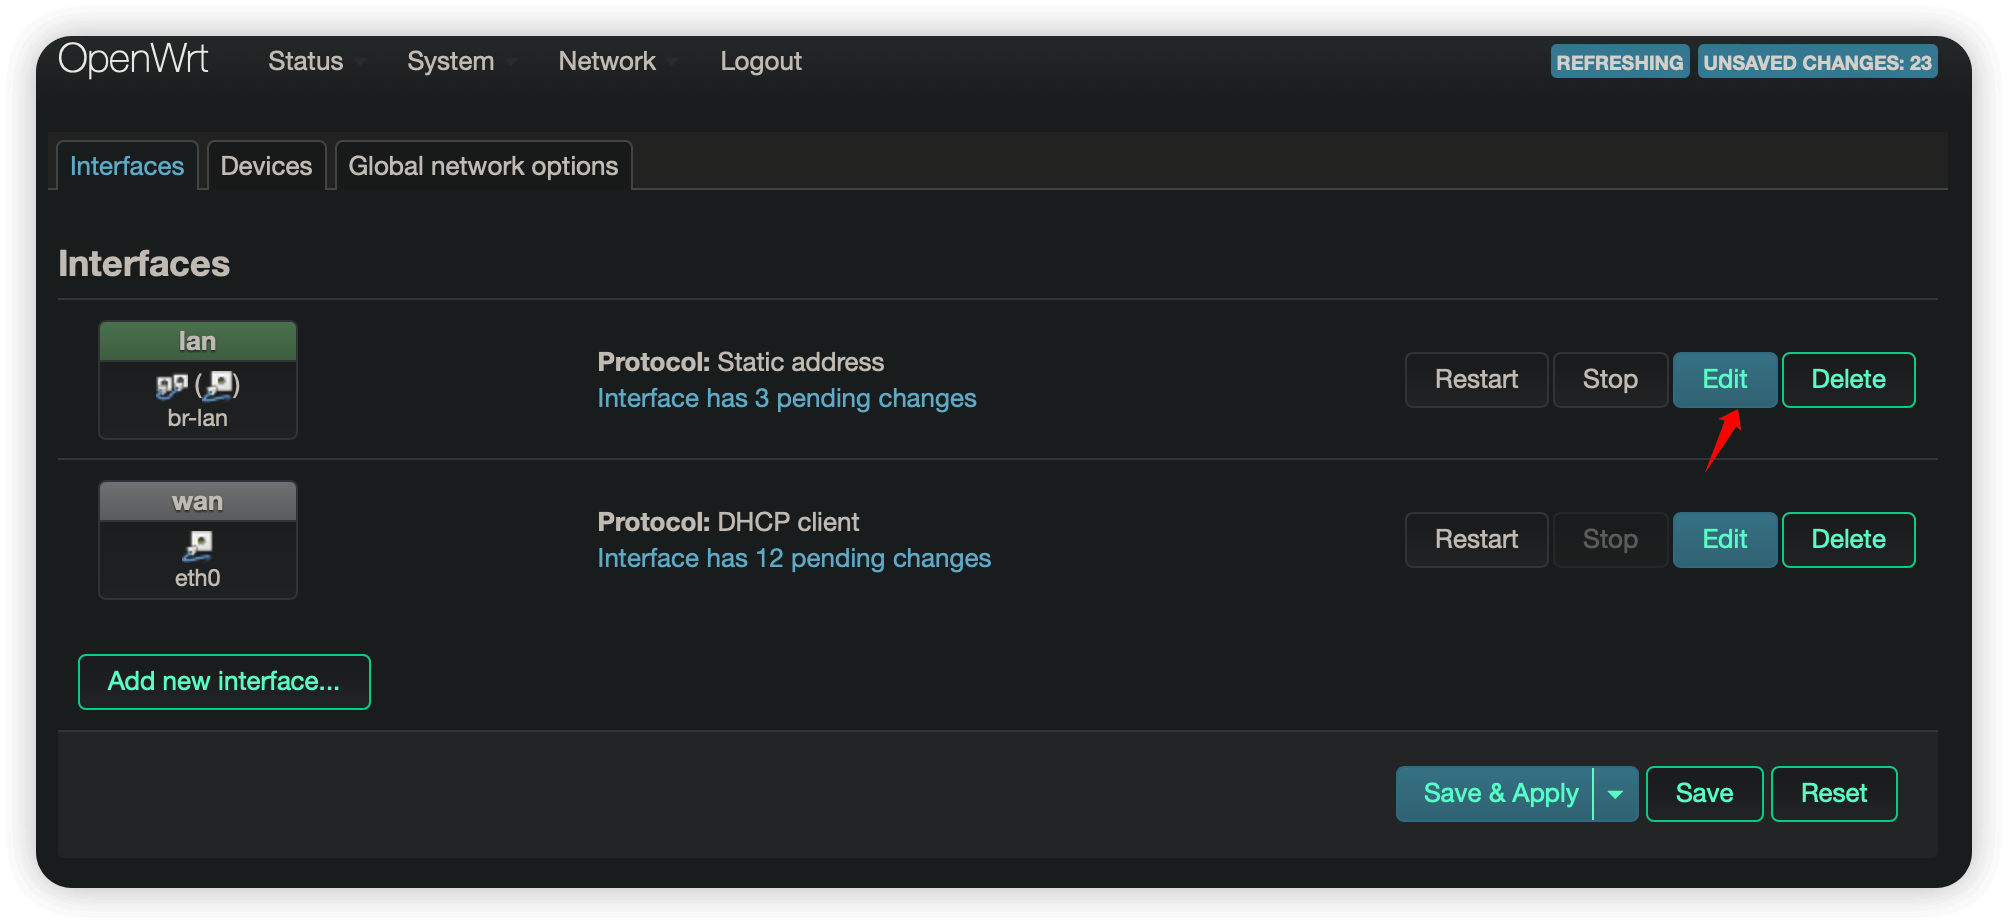 OpenWrt Status System Network Logout REFRESHING UNSAVED CHANGES: 23
Interfaces Devices Global network options
Interfaces
lan
br-lan
Protocol: Static address
Interface has 3 pending changes
Restart Stop Edit Delete
wan
eth0
Protocol: DHCP client
Interface has 12 pending changes
Restart Stop Edit Delete
Add new interface...
Save & Apply Save Reset